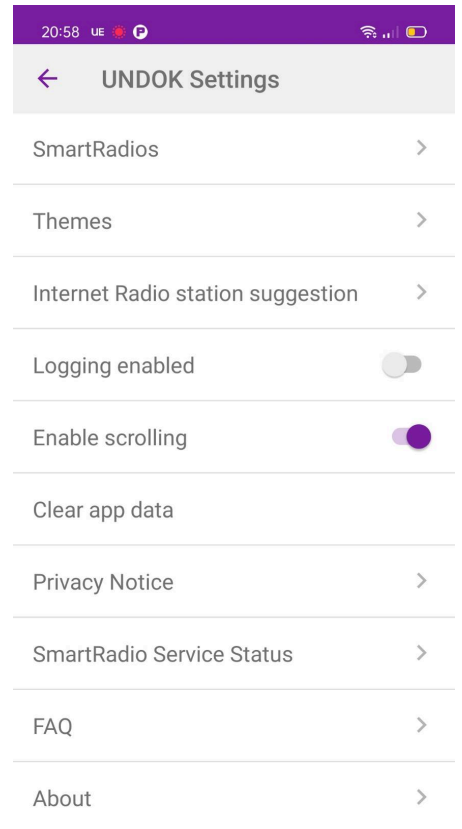 20:58 UE P
UNDOK Settings
SmartRadios
Themes
Internet Radio station suggestion
Logging enabled
Enable scrolling
Clear app data
Privacy Notice
SmartRadio Service Status
FAQ
About